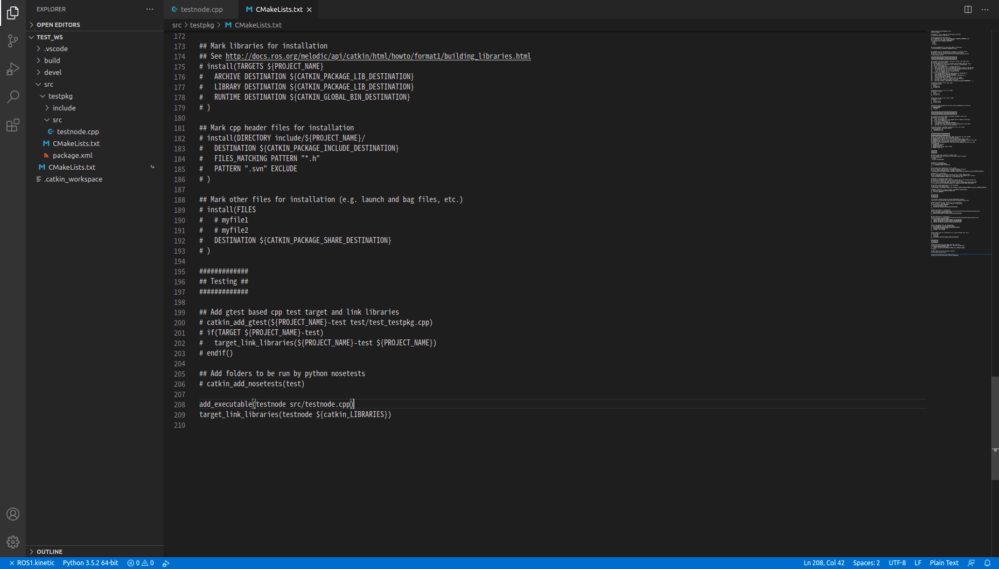 EXPLORER
testnode.cpp
CMakeLists.txt
OPEN EDITORS
src > testpkg > CMakeLists.txt
TEST_WS
.vscode
build
devel
src
testpkg
include
src
testnode.cpp
CMakeLists.txt
package.xml
CMakeLists.txt
.catkin_workspace
OUTLINE
172
173 ## Mark libraries for installation
174 ## See http://docs.ros.org/melodic/api/catkin/html/howto/format1/building_libraries.html
175 # install(TARGETS ${PROJECT_NAME}
176 #   ARCHIVE DESTINATION ${CATKIN_PACKAGE_LIB_DESTINATION}
177 #   LIBRARY DESTINATION ${CATKIN_PACKAGE_LIB_DESTINATION}
178 #   RUNTIME DESTINATION ${CATKIN_GLOBAL_BIN_DESTINATION}
179 # )
180
181 ## Mark cpp header files for installation
182 # install(DIRECTORY include/${PROJECT_NAME}/
183 #   DESTINATION ${CATKIN_PACKAGE_INCLUDE_DESTINATION}
184 #   FILES_MATCHING PATTERN "*.h"
185 #   PATTERN ".svn" EXCLUDE
186 # )
187
188 ## Mark other files for installation (e.g. launch and bag files, etc.)
189 # install(FILES
190 #   # myfile1
191 #   # myfile2
192 #   DESTINATION ${CATKIN_PACKAGE_SHARE_DESTINATION}
193 # )
194
195 #############
196 ## Testing ##
197 #############
198
199 ## Add gtest based cpp test target and link libraries
200 # catkin_add_gtest(${PROJECT_NAME}-test test/test_testpkg.cpp)
201 # if(TARGET ${PROJECT_NAME}-test)
202 #   target_link_libraries(${PROJECT_NAME}-test ${PROJECT_NAME})
203 # endif()
204
205 ## Add folders to be run by python nosetests
206 # catkin_add_nosetests(test)
207
208 add_executable(testnode src/testnode.cpp)
209 target_link_libraries(testnode ${catkin_LIBRARIES})
210
ROS1.kinetic Python 3.5.2 64-bit 0 0 Ln 208, Col 42 Spaces: 2 UTF-8 LF Plain Text